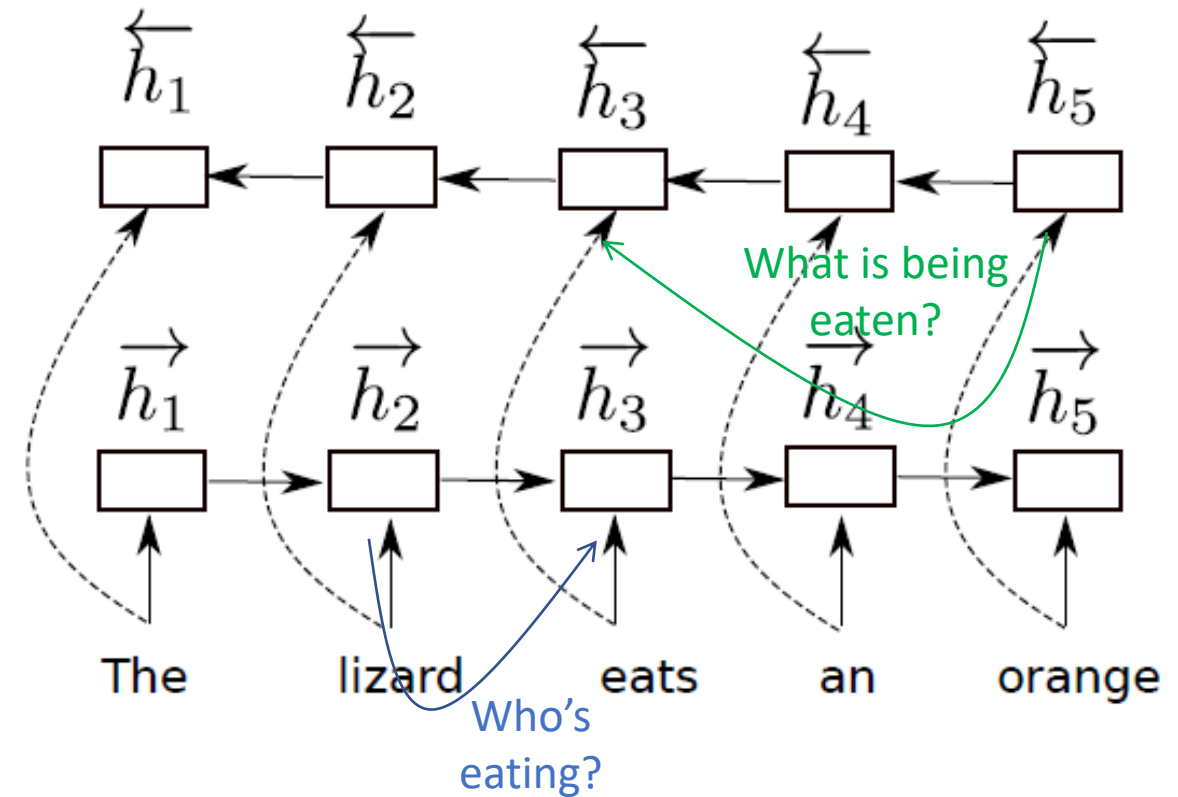 ←h₁ ←h₂ ←h₃ ←h₄ ←h₅
What is being
eaten?
→h₁ →h₂ →h₃ →h₄ →h₅
The lizard eats an orange
Who's
eating?